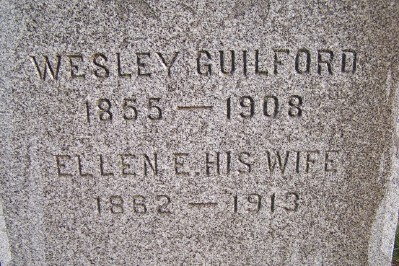 WESLEY GUILFORD
1855 — 1908
ELLEN E. HIS WIFE
1862 — 1913